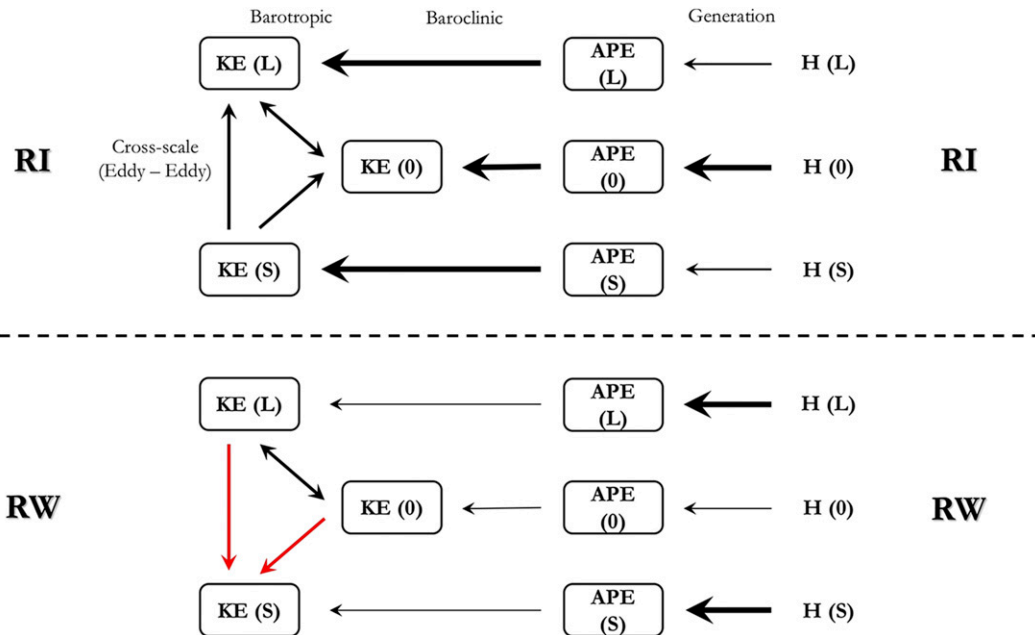 Barotropic Baroclinic Generation
KE (L) APE (L) H (L)
Cross-scale
(Eddy – Eddy)
RI KE (0) APE (0) H (0) RI
KE (S) APE (S) H (S)
KE (L) APE (L) H (L)
RW KE (0) APE (0) H (0) RW
KE (S) APE (S) H (S)